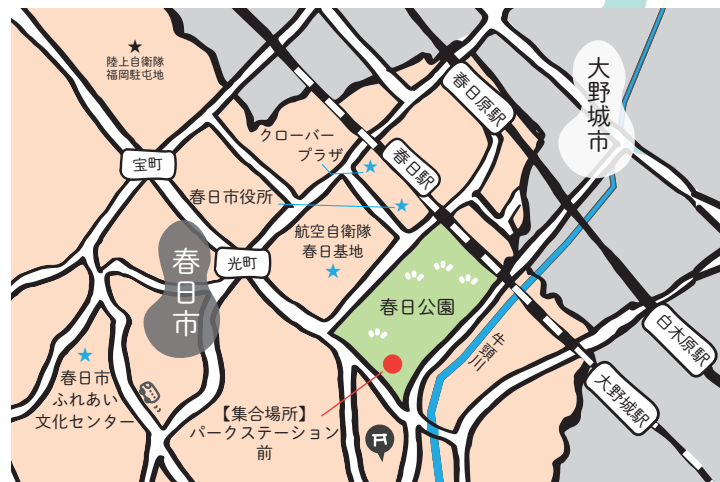 陸上自衛隊
福岡駐屯地
クローバー
プラザ
春日原駅
大野城市
春日駅
宝町
春日市役所
航空自衛隊
春日基地
光町
春日市
春日公園
牛頸川
白木原駅
大野城駅
春日市
ふれあい
文化センター
【集合場所】
パークステーション
前